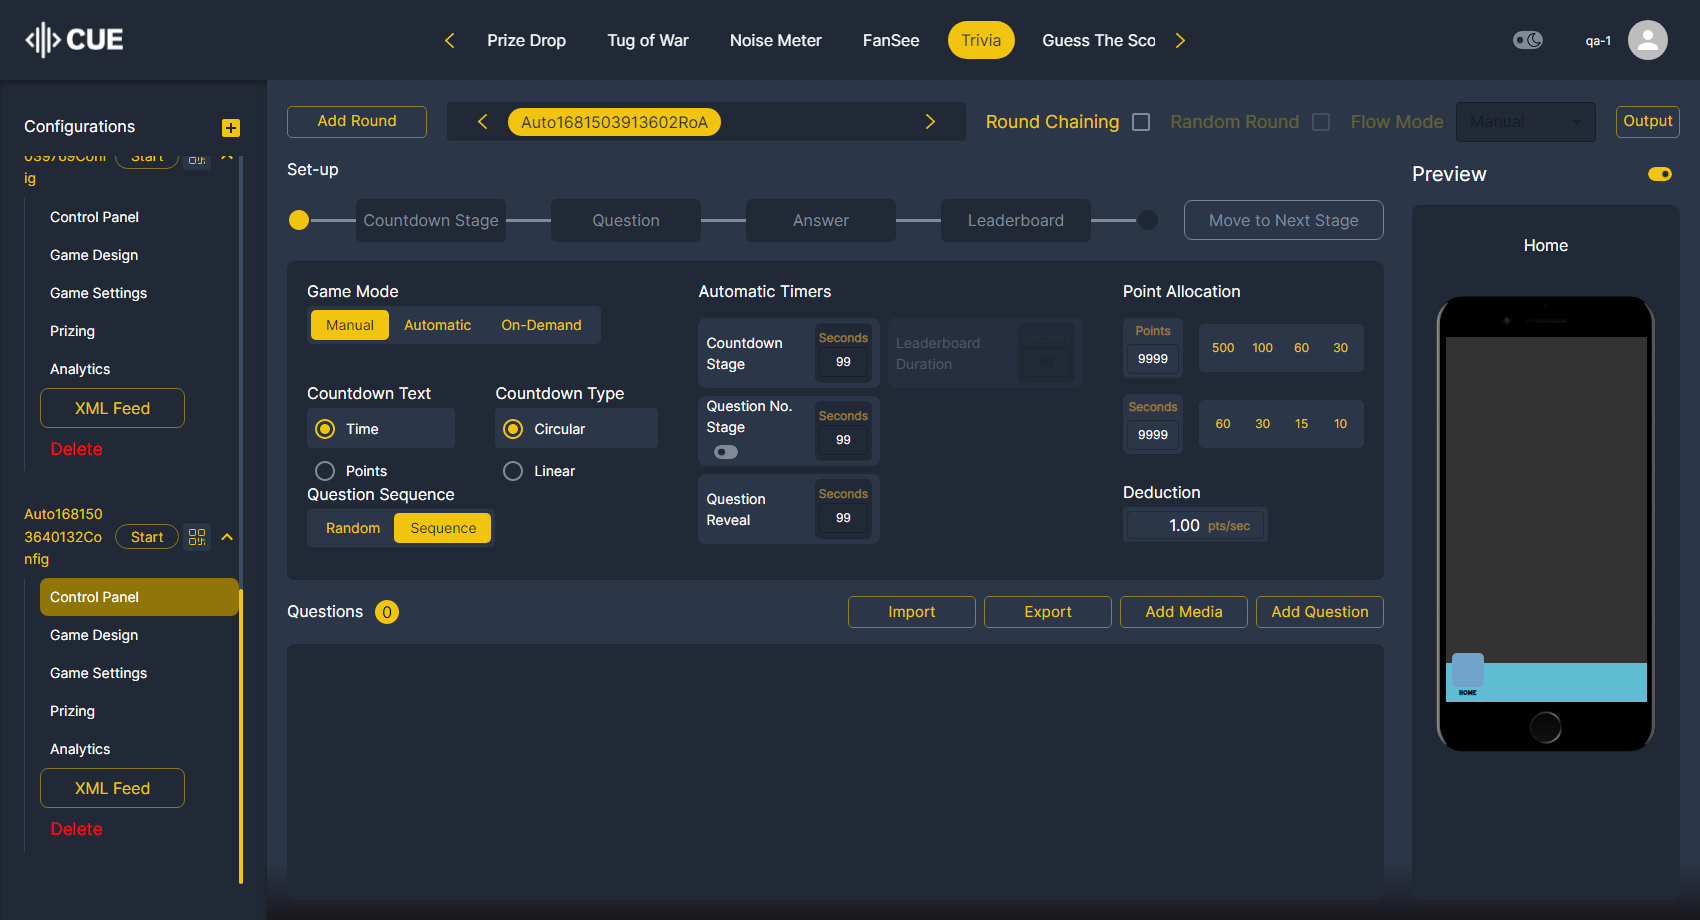 CUE
Prize Drop
Tug of War
Noise Meter
FanSee
Trivia
Guess The Sco
qa-1
Configurations
ig
Start
Control Panel
Game Design
Game Settings
Prizing
Analytics
XML Feed
Delete
Auto168150
3640132Co
nfig
Start
Control Panel
Game Design
Game Settings
Prizing
Analytics
XML Feed
Delete
Add Round
Auto1681503913602RoA
Round Chaining
Random Round
Flow Mode
Manual
Output
Set-up
Countdown Stage
Question
Answer
Leaderboard
Move to Next Stage
Game Mode
Manual
Automatic
On-Demand
Countdown Text
Time
Points
Countdown Type
Circular
Linear
Question Sequence
Random
Sequence
Automatic Timers
Countdown
Stage
Seconds
99
Leaderboard
Duration
Seconds
99
Question No.
Stage
Seconds
99
Question
Reveal
Seconds
99
Point Allocation
Points
9999
500
100
60
30
Seconds
9999
60
30
15
10
Deduction
1.00 pts/sec
Questions
0
Import
Export
Add Media
Add Question
Preview
Home
HOME